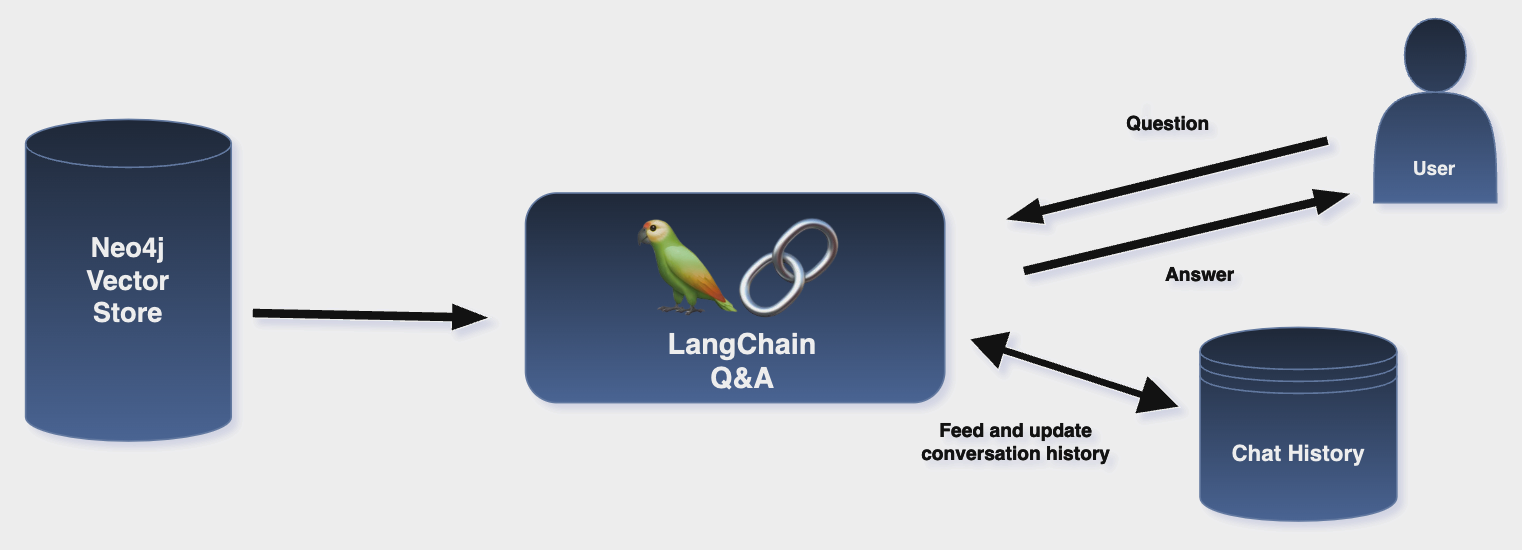 Neo4j
Vector
Store
LangChain
Q&A
Question
Answer
User
Feed and update
conversation history
Chat History